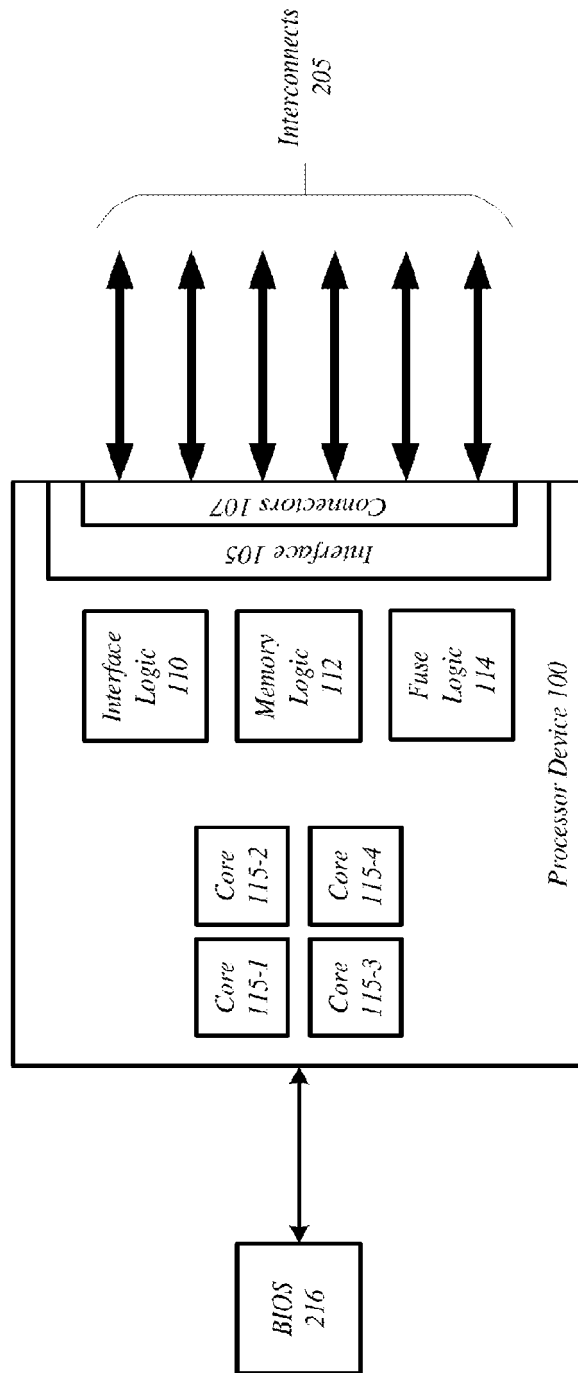 BIOS
216
Core
115-1
Core
115-2
Core
115-3
Core
115-4
Interface
Logic
110
Memory
Logic
112
Fuse
Logic
114
Interface 105
Connectors 107
Processor Device 100
Interconnects
205